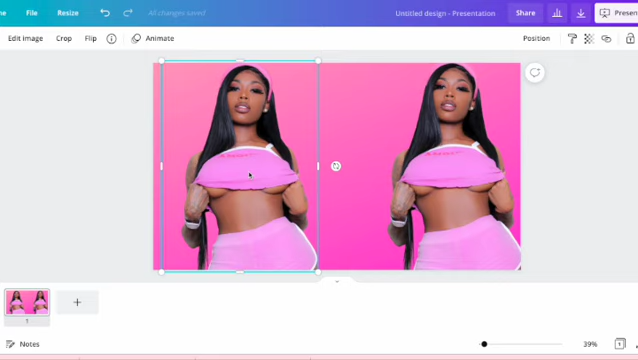 File
Resize
All changes saved
Untitled design - Presentation
Share
Edit image
Crop
Flip
Animate
Position
1
Notes
39%
1